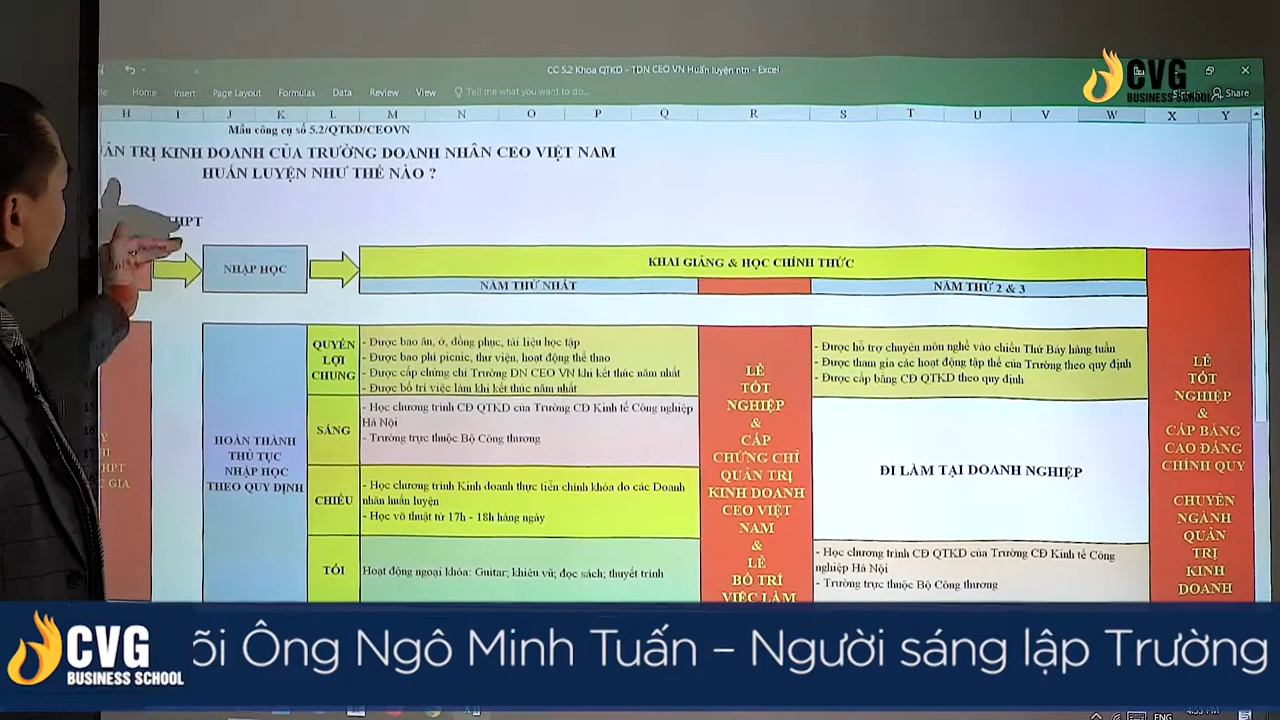 CC 5.2 Khoa QTKD - TDN CEO VN Huấn luyện ntn - Excel
CVG
BUSINESS SCHOOL
Share
Home Insert Page Layout Formulas Data Review View Tell me what you want to do...
H I J K L M N O P Q R S T U V W X Y
Mẫu công cụ số 5.2/QTKD/CEOVN
ẢN TRỊ KINH DOANH CỦA TRƯỜNG DOANH NHÂN CEO VIỆT NAM
HUẤN LUYỆN NHƯ THẾ NÀO ?
HPT
NHẬP HỌC
KHAI GIẢNG & HỌC CHÍNH THỨC
NĂM THỨ NHẤT
NĂM THỨ 2 & 3
HOÀN THÀNH
THỦ TỤC
NHẬP HỌC
THEO QUY ĐỊNH
QUYỀN
LỢI
CHUNG
- Được bao ăn, ở, đồng phục, tài liệu học tập
- Được bao phí picnic, thư viện, hoạt động thể thao
- Được cấp chứng chỉ Trường DN CEO VN khi kết thúc năm nhất
- Được bố trí việc làm khi kết thúc năm nhất
SÁNG
- Học chương trình CĐ QTKD của Trường CĐ Kinh tế Công nghiệp
Hà Nội
- Trường trực thuộc Bộ Công thương
CHIỀU
- Học chương trình Kinh doanh thực tiễn chính khóa do các Doanh
nhân huấn luyện
- Học võ thuật từ 17h - 18h hàng ngày
TỐI
Hoạt động ngoại khóa: Guitar; khiêu vũ; đọc sách; thuyết trình
LỄ
TỐT
NGHIỆP
&
CẤP
CHỨNG CHỈ
QUẢN TRỊ
KINH DOANH
CEO VIỆT
NAM
&
LỄ
BỐ TRÍ
VIỆC LÀM
- Được hỗ trợ chuyên môn nghề vào chiều Thứ Bảy hàng tuần
- Được tham gia các hoạt động tập thể của Trường theo quy định
- Được cấp bằng CĐ QTKD theo quy định
ĐI LÀM TẠI DOANH NGHIỆP
- Học chương trình CĐ QTKD của Trường CĐ Kinh tế Công
nghiệp Hà Nội
- Trường trực thuộc Bộ Công thương
LỄ
TỐT
NGHIỆP
&
CẤP BẰNG
CAO ĐẲNG
CHÍNH QUY
CHUYÊN
NGÀNH
QUẢN
TRỊ
KINH
DOANH
HPT
GIA
CVG
BUSINESS SCHOOL
õi Ông Ngô Minh Tuấn – Người sáng lập Trường
ENG